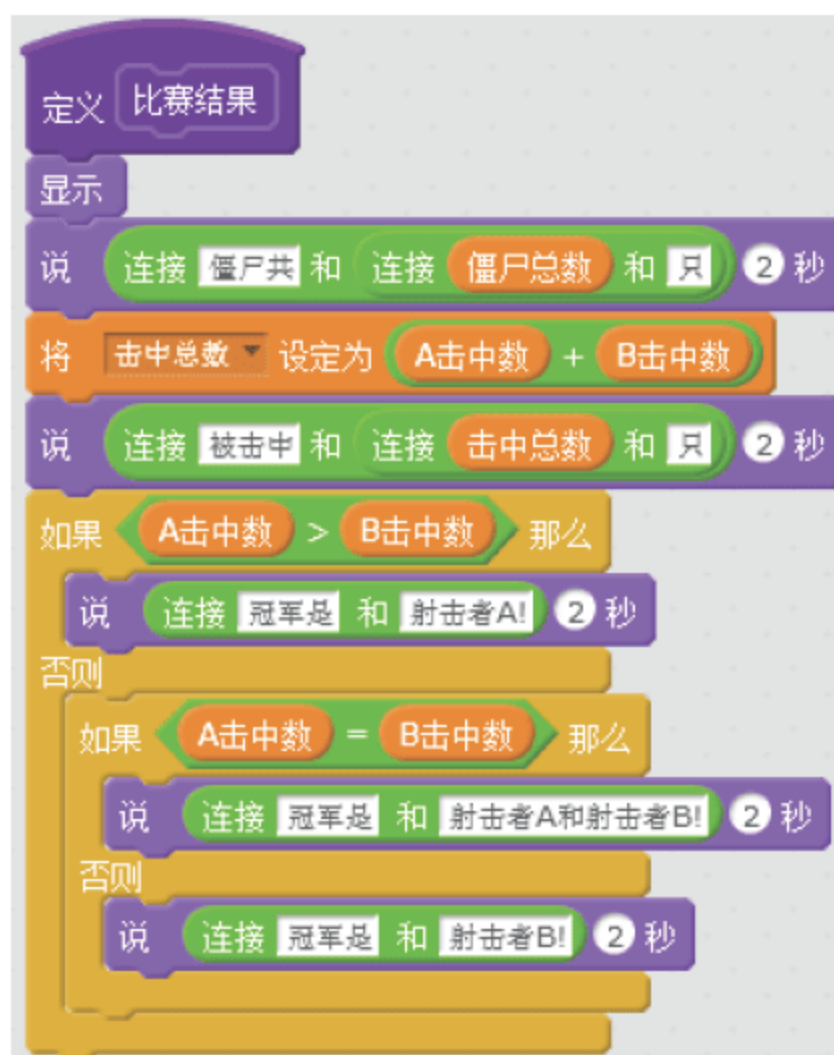 定义 比赛结果
显示
说 连接 僵尸共 和 连接 僵尸总数 和 只 2 秒
将 击中总数 设定为 A击中数 + B击中数
说 连接 被击中 和 连接 击中总数 和 只 2 秒
如果 A击中数 > B击中数 那么
说 连接 冠军是 和 射击者A! 2 秒
否则
如果 A击中数 = B击中数 那么
说 连接 冠军是 和 射击者A和射击者B! 2 秒
否则
说 连接 冠军是 和 射击者B! 2 秒